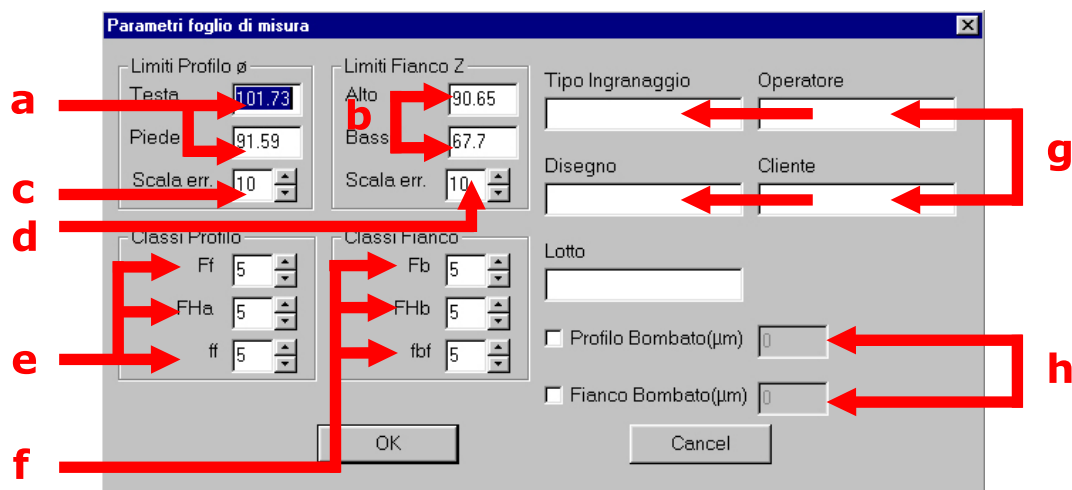 Parametri foglio di misura
Limiti Profilo ø
Testa 101.73
Piede 91.59
Scala err. 10
Limiti Fianco Z
Alto 90.65
Bass 67.7
Scala err. 10
Tipo Ingranaggio
Operatore
Disegno
Cliente
Lotto
Classi Profilo
Ff 5
FHa 5
ff 5
Classi Fianco
Fb 5
FHb 5
fbf 5
Profilo Bombato(µm) 0
Fianco Bombato(µm) 0
OK
Cancel
a
b
c
d
e
f
g
h